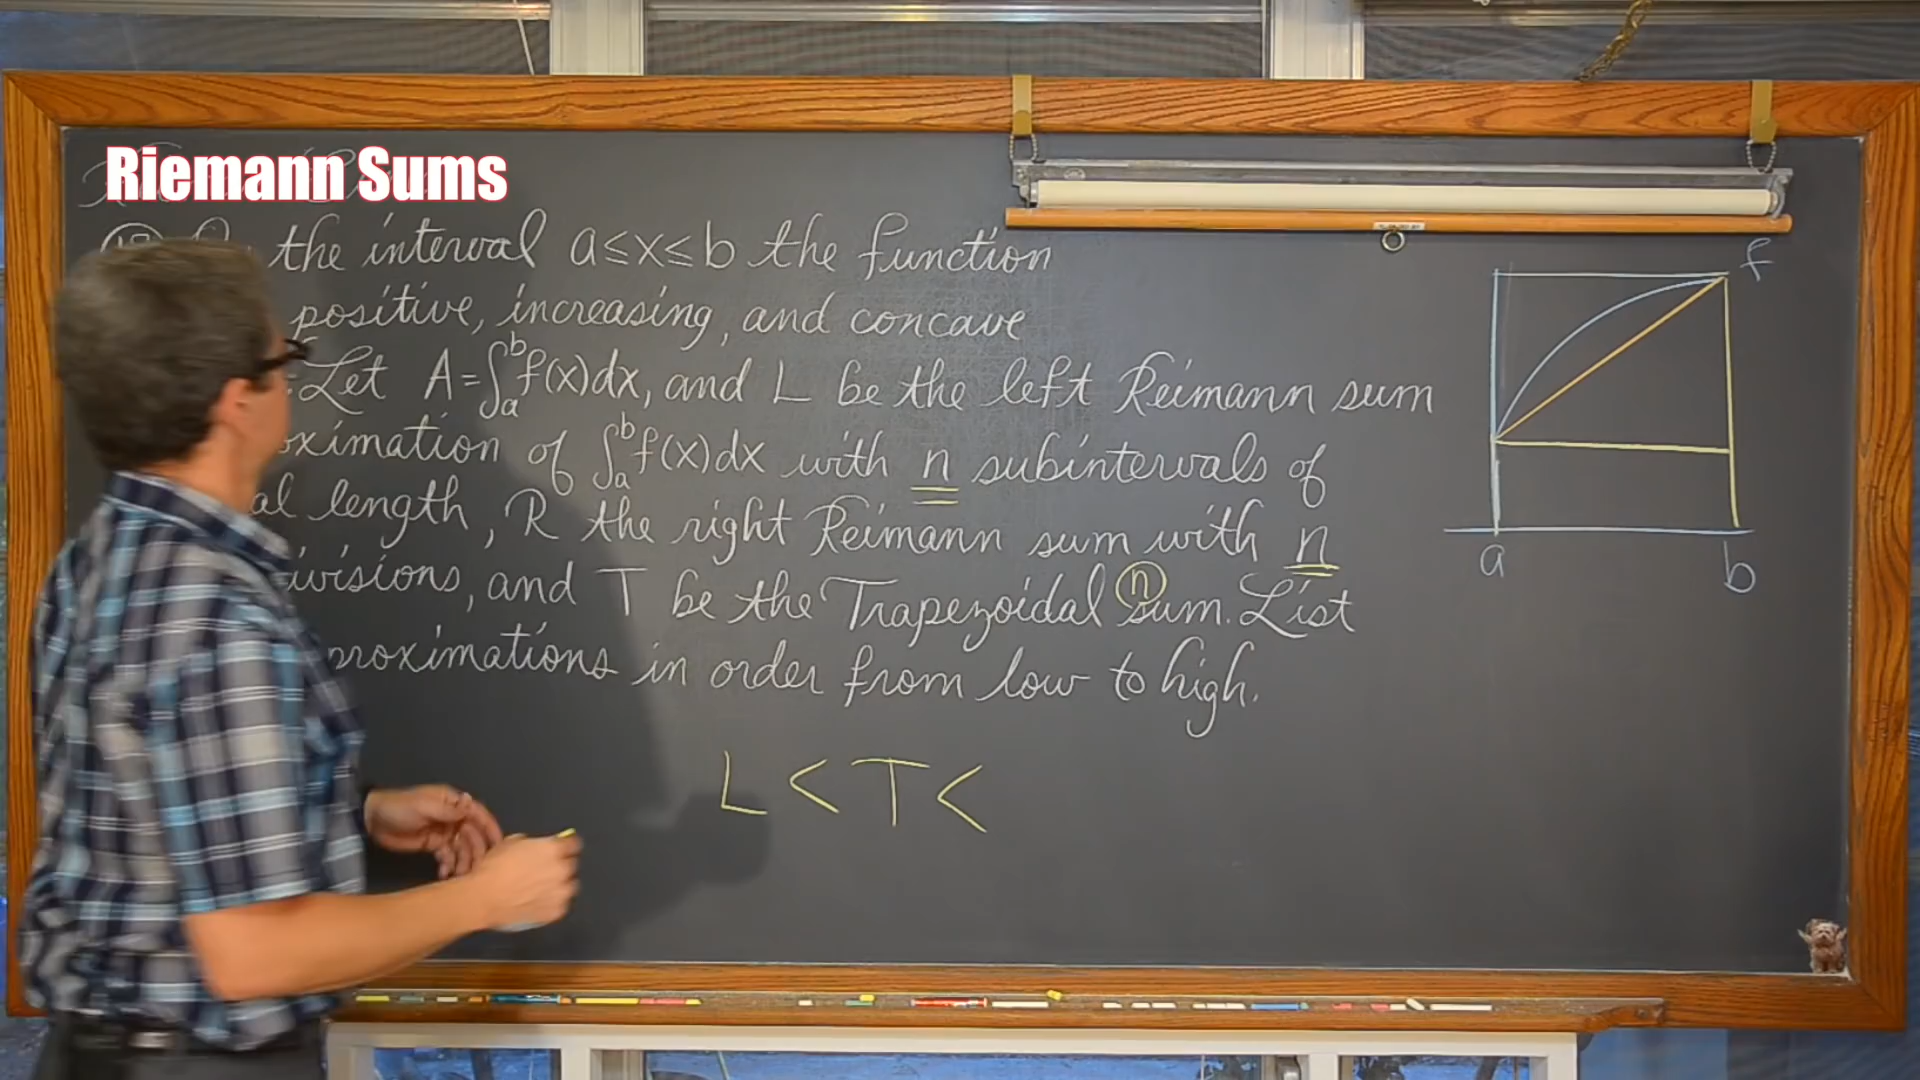 Riemann Sums
the interval a≤x≤b the function
positive, increasing, and concave
Let A=∫ₐᵇf(x)dx, and L be the left Reimann sum
oximation of ∫ₐᵇf(x)dx with n subintervals of
al length, R the right Reimann sum with n
ivisions, and T be the Trapezoidal sum. List
n
proximations in order from low to high.
L < T <
f
a
b